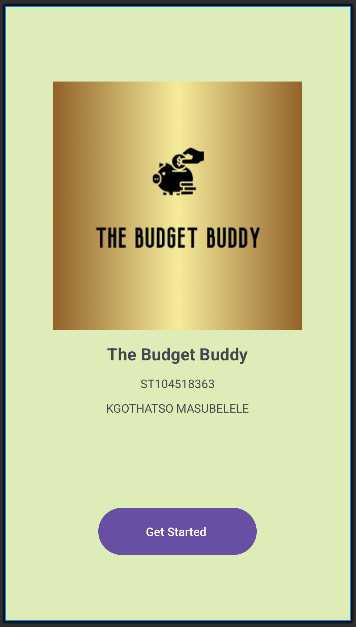 THE BUDGET BUDDY
The Budget Buddy
ST104518363
KGOTHATSO MASUBELELE
Get Started